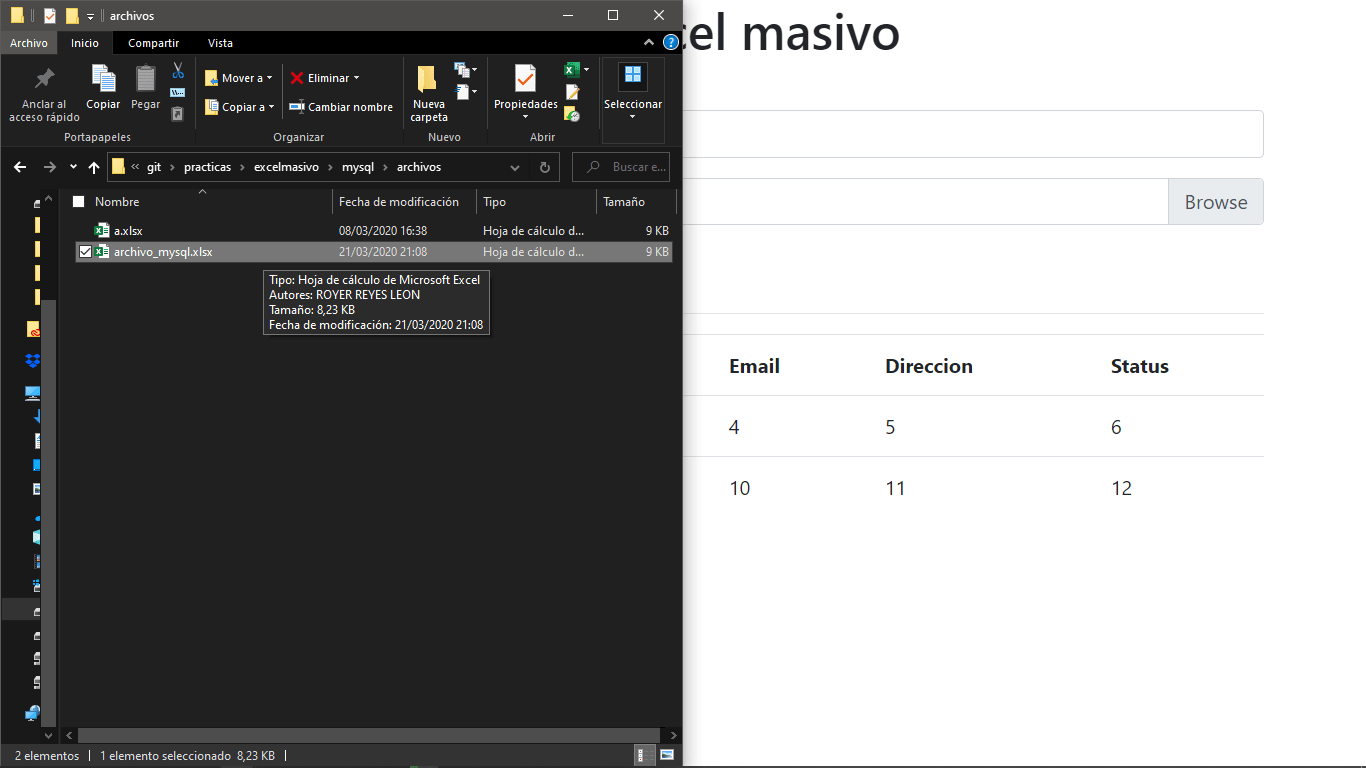 archivos
Archivo Inicio Compartir Vista
Anclar al acceso rápido
Copiar
Pegar
Mover a
Copiar a
Eliminar
Cambiar nombre
Nueva carpeta
Propiedades
Seleccionar
Portapapeles Organizar Nuevo Abrir
« git › practicas › excelmasivo › mysql › archivos
Buscar e...
Nombre Fecha de modificación Tipo Tamaño
a.xlsx 08/03/2020 16:38 Hoja de cálculo d... 9 KB
archivo_mysql.xlsx 21/03/2020 21:08 Hoja de cálculo d... 9 KB
Tipo: Hoja de cálculo de Microsoft Excel
Autores: ROYER REYES LEON
Tamaño: 8,23 KB
Fecha de modificación: 21/03/2020 21:08
2 elementos | 1 elemento seleccionado 8,23 KB |
cel masivo
Browse
Email Direccion Status
4 5 6
10 11 12